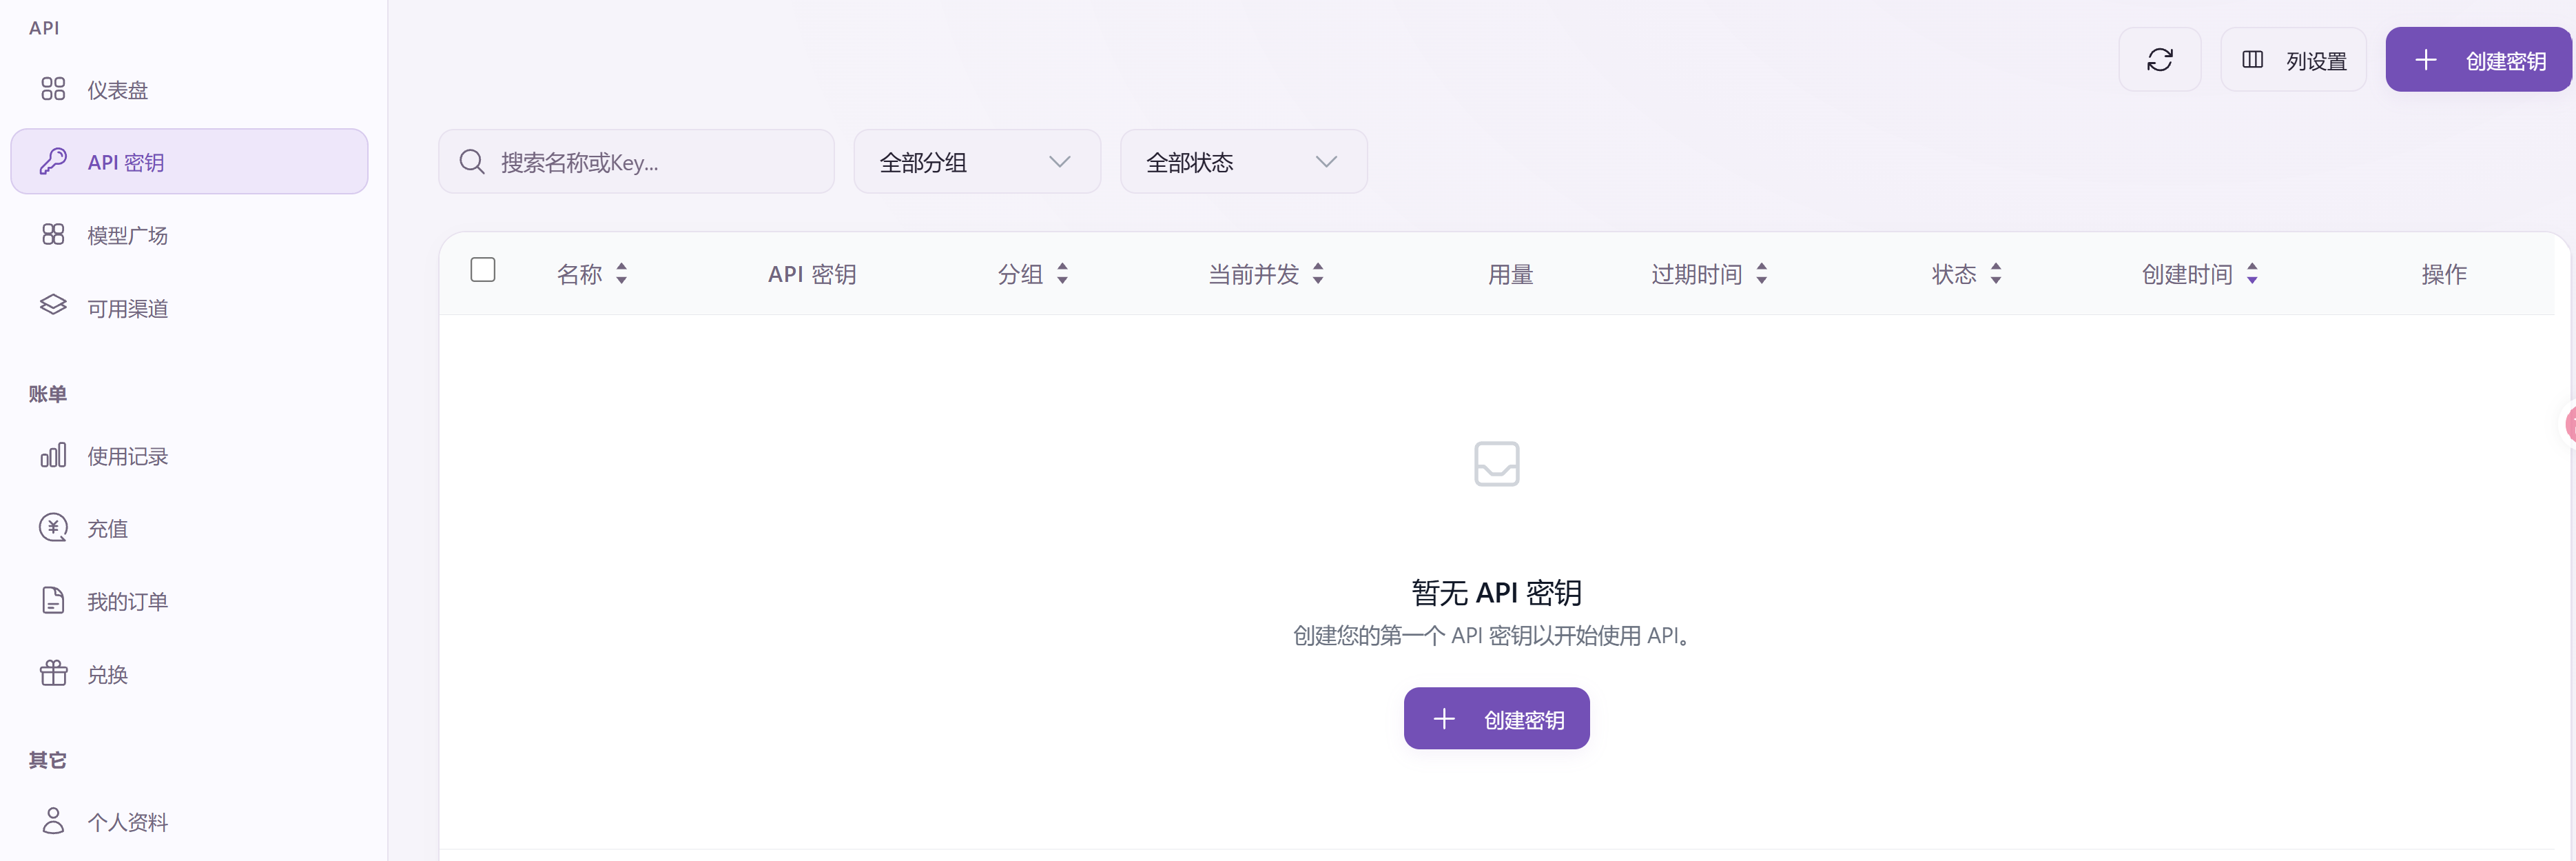 API
仪表盘
API 密钥
模型广场
可用渠道
账单
使用记录
充值
我的订单
兑换
其它
个人资料
列设置
创建密钥
搜索名称或Key...
全部分组
全部状态
名称 API 密钥 分组 当前并发 用量 过期时间 状态 创建时间 操作
暂无 API 密钥
创建您的第一个 API 密钥以开始使用 API。
创建密钥